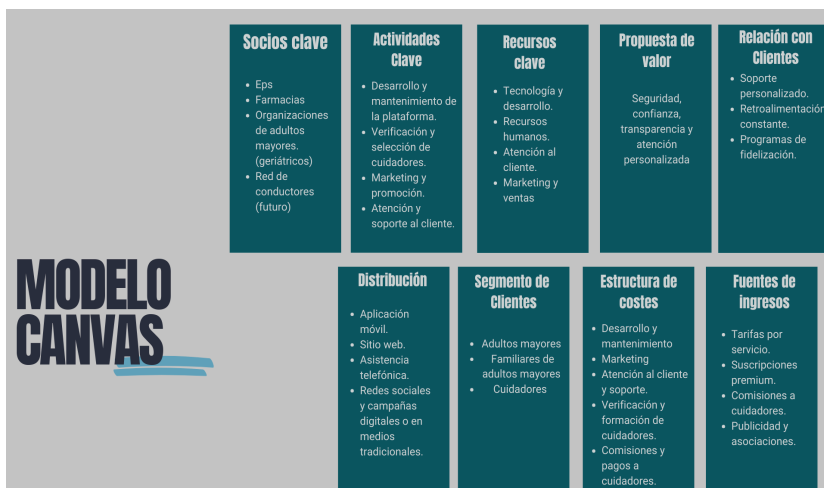 MODELO
CANVAS
Socios clave
• Eps
• Farmacias
• Organizaciones
de adultos
mayores.
(geriátricos)
• Red de
conductores
(futuro)
Actividades
Clave
• Desarrollo y
mantenimiento de
la plataforma.
• Verificación y
selección de
cuidadores.
• Marketing y
promoción.
• Atención y
soporte al cliente.
Recursos
clave
• Tecnología y
desarrollo.
• Recursos
humanos.
• Atención al
cliente.
• Marketing y
ventas
Propuesta de
valor
Seguridad,
confianza,
transparencia y
atención
personalizada
Relación con
Clientes
• Soporte
personalizado.
• Retroalimentación
constante.
• Programas de
fidelización.
Distribución
• Aplicación
móvil.
• Sitio web.
• Asistencia
telefónica.
• Redes sociales
y campañas
digitales o en
medios
tradicionales.
Segmento de
Clientes
• Adultos mayores
• Familiares de
adultos mayores
• Cuidadores
Estructura de
costes
• Desarrollo y
mantenimiento
• Marketing
• Atención al cliente
y soporte.
• Verificación y
formación de
cuidadores.
• Comisiones y
pagos a
cuidadores.
Fuentes de
ingresos
• Tarifas por
servicio.
• Suscripciones
premium.
• Comisiones a
cuidadores.
• Publicidad y
asociaciones.